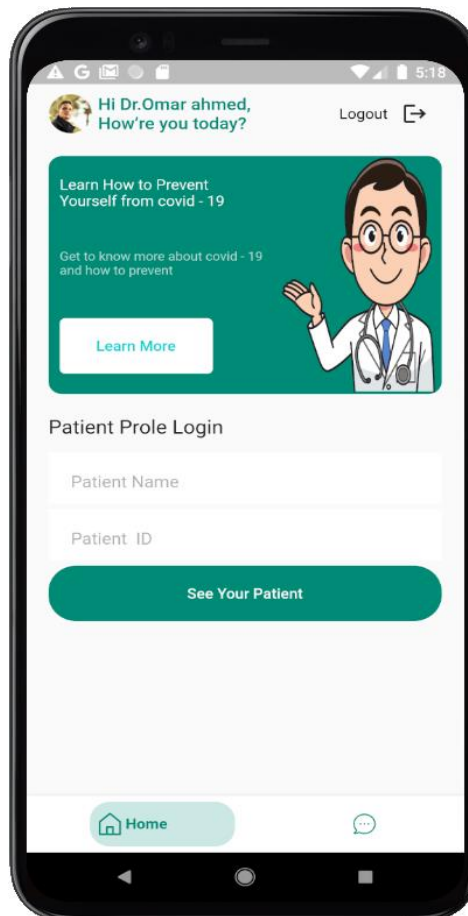 5:18
Hi Dr.Omar ahmed,
How're you today?
Logout
Learn How to Prevent
Yourself from covid - 19
Get to know more about covid - 19
and how to prevent
Learn More
Patient Prole Login
Patient Name
Patient ID
See Your Patient
Home